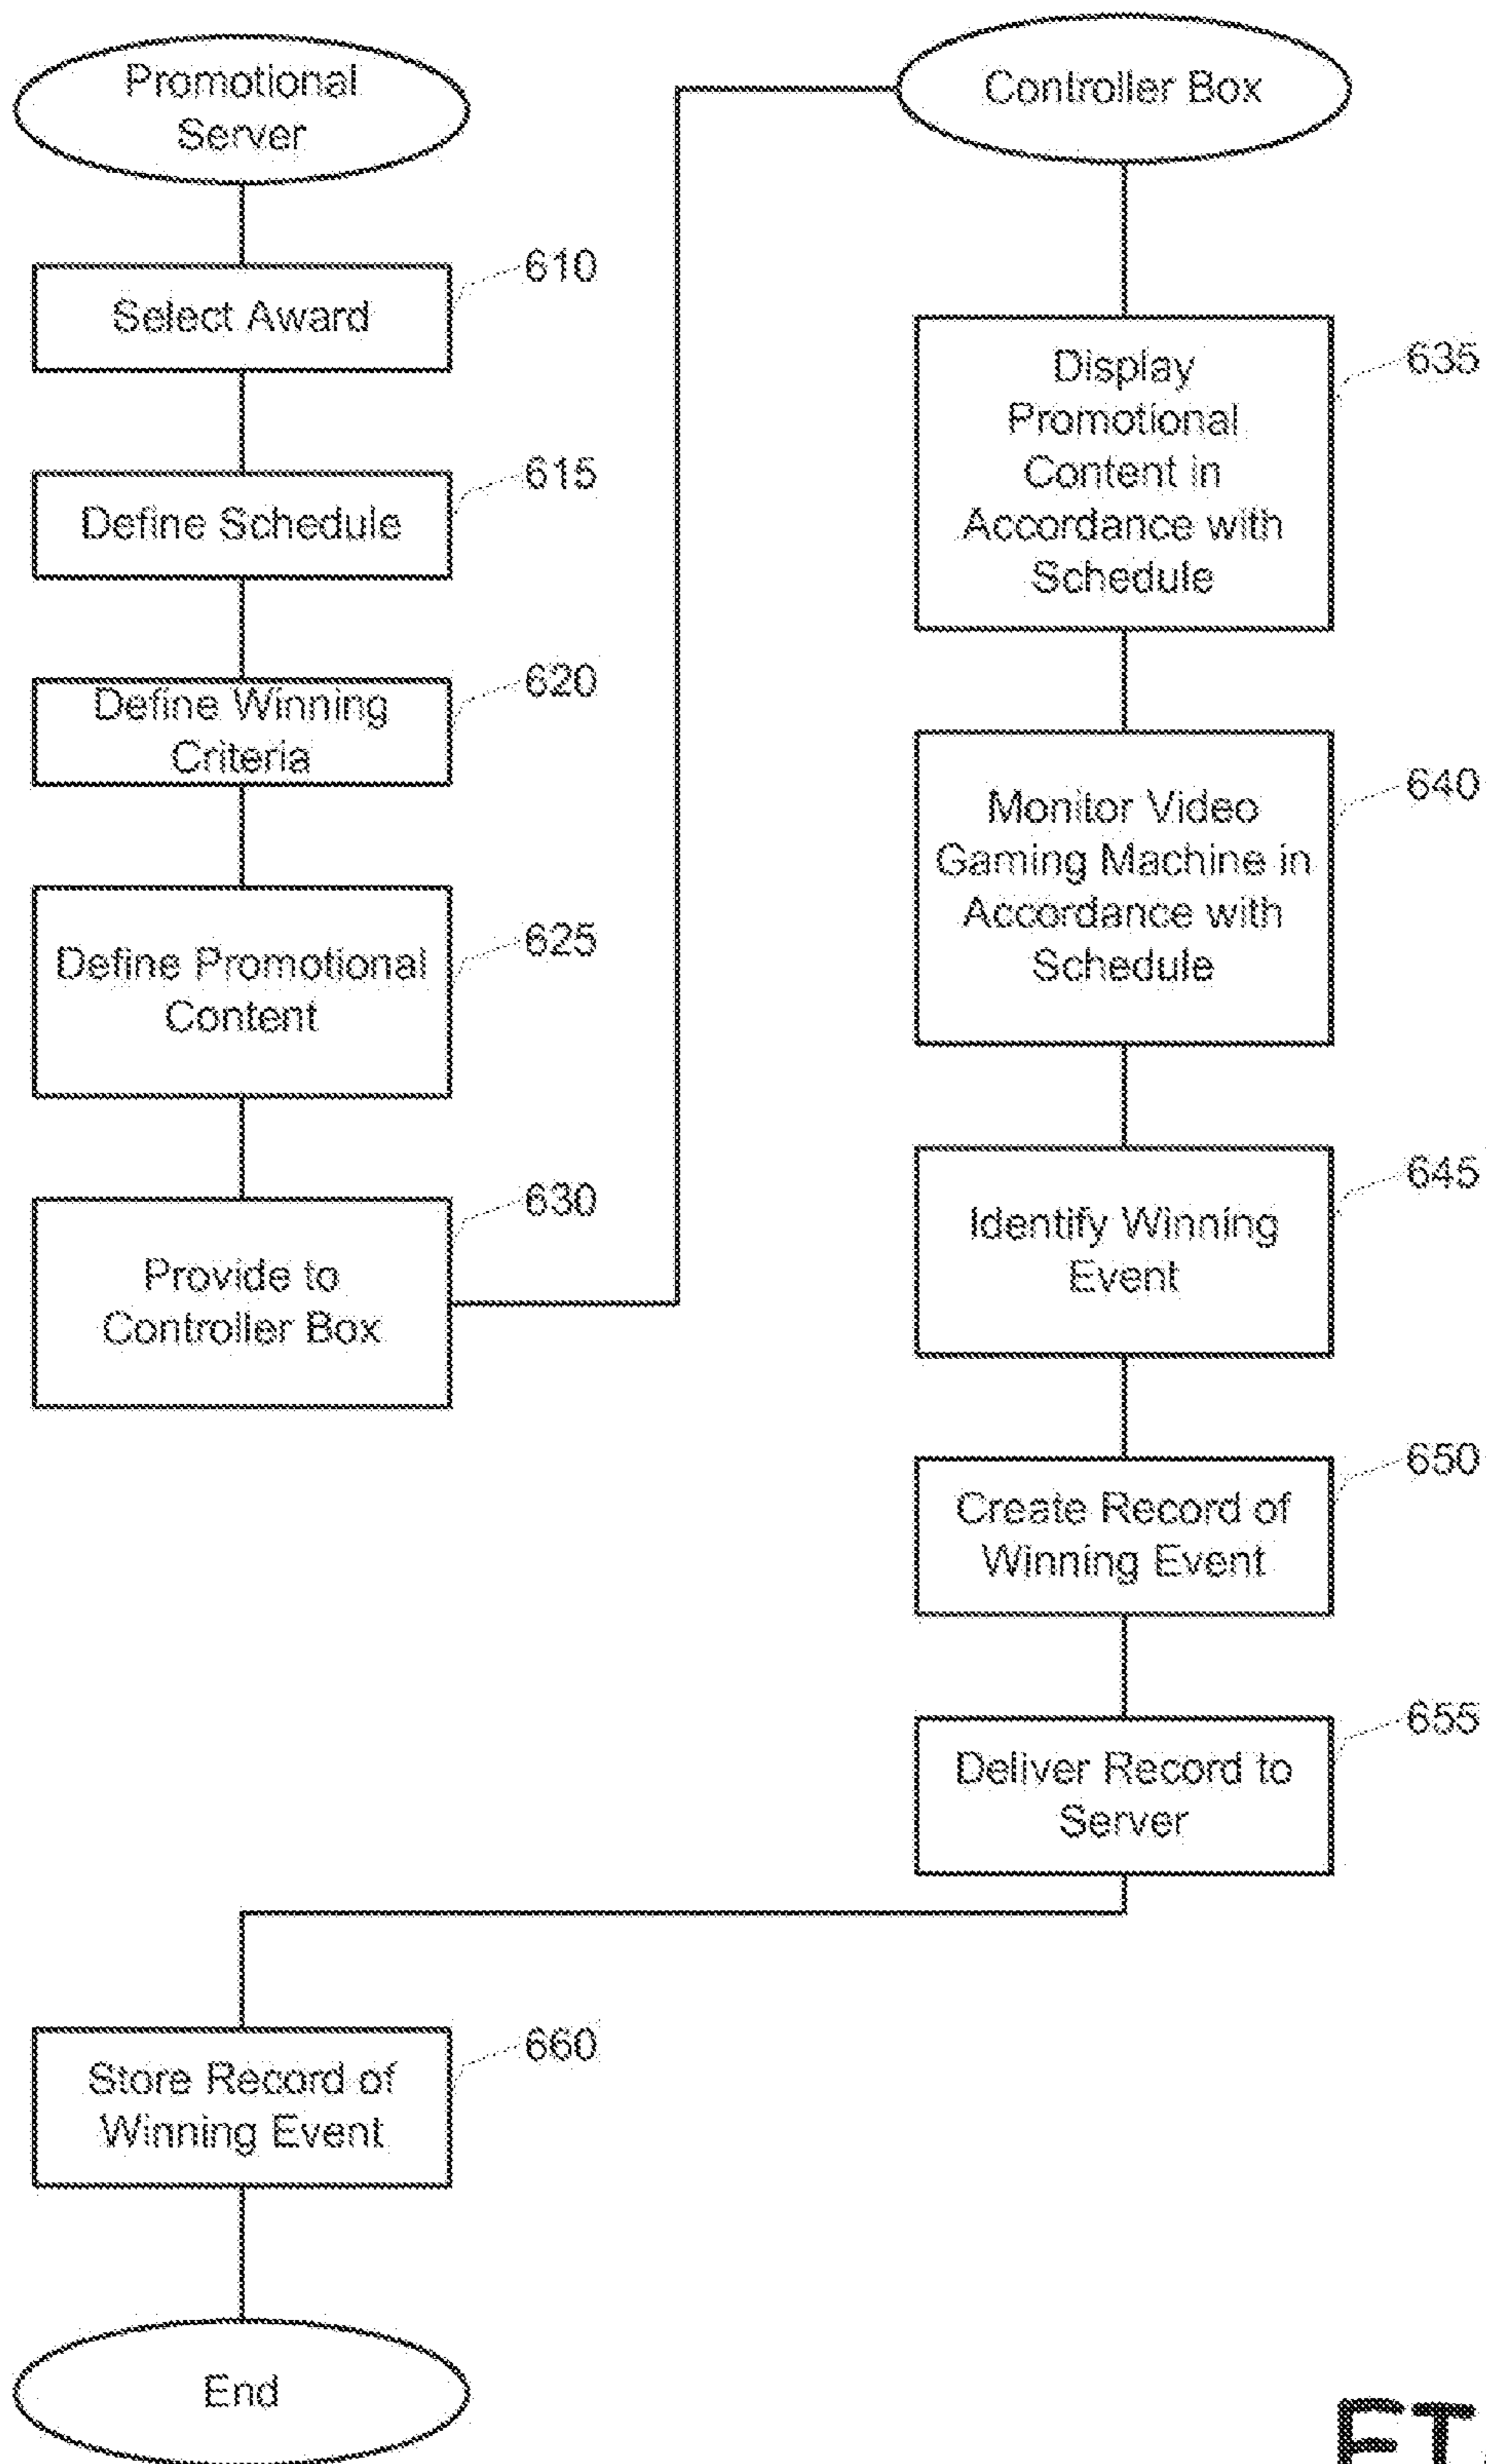 Promotional
Server
610
Select Award
615
Define Schedule
620
Define Winning
Criteria
625
Define Promotional
Content
630
Provide to
Controller Box
Controller Box
635
Display
Promotional
Content in
Accordance with
Schedule
640
Monitor Video
Gaming Machine in
Accordance with
Schedule
645
Identify Winning
Event
650
Create Record of
Winning Event
655
Deliver Record to
Server
660
Store Record of
Winning Event
End